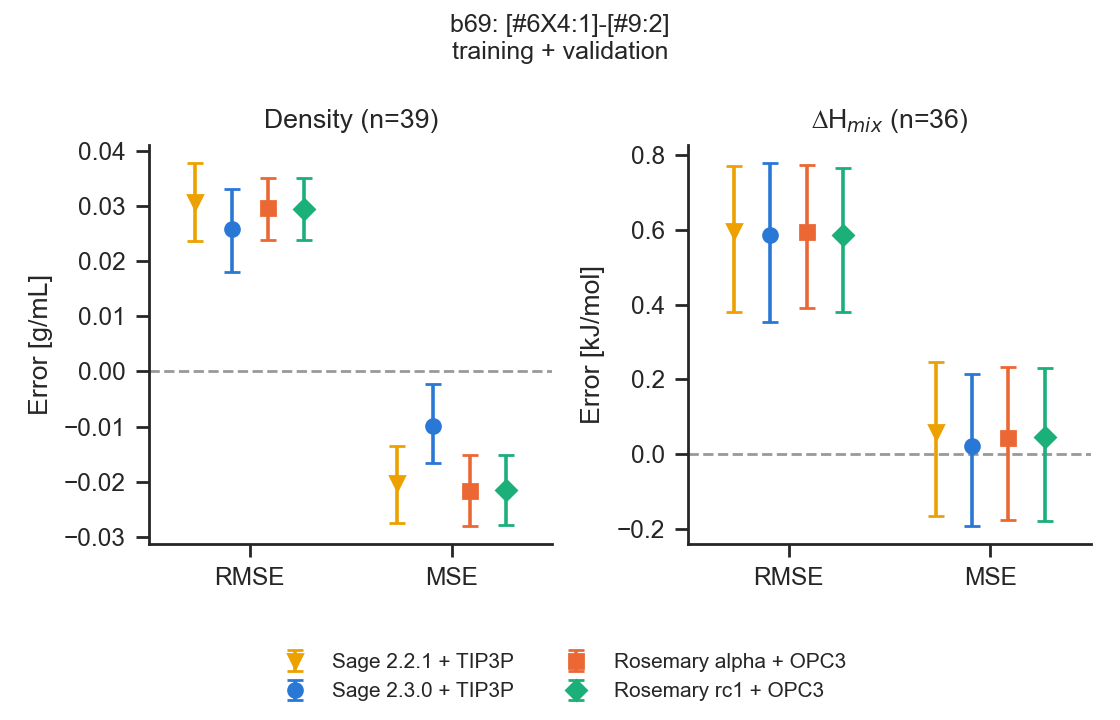 b69: [#6X4:1]-[#9:2]
training + validation
Density (n=39)
ΔH_mix (n=36)
Error [g/mL]
0.04
0.03
0.02
0.01
0.00
−0.01
−0.02
−0.03
RMSE
MSE
Error [kJ/mol]
0.8
0.6
0.4
0.2
0.0
−0.2
RMSE
MSE
Sage 2.2.1 + TIP3P
Sage 2.3.0 + TIP3P
Rosemary alpha + OPC3
Rosemary rc1 + OPC3